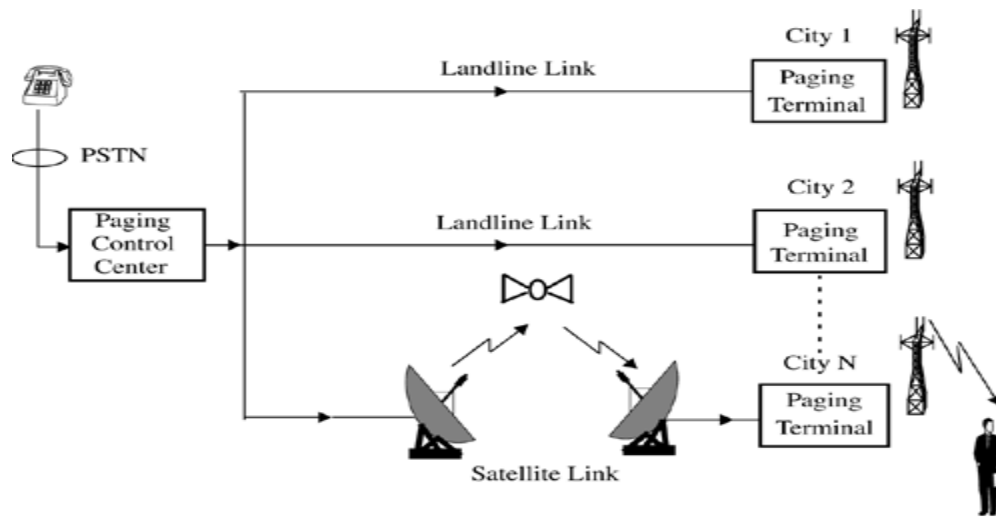 City 1
Landline Link
Paging
Terminal
PSTN
City 2
Paging
Control
Center
Landline Link
Paging
Terminal
City N
Paging
Terminal
Satellite Link